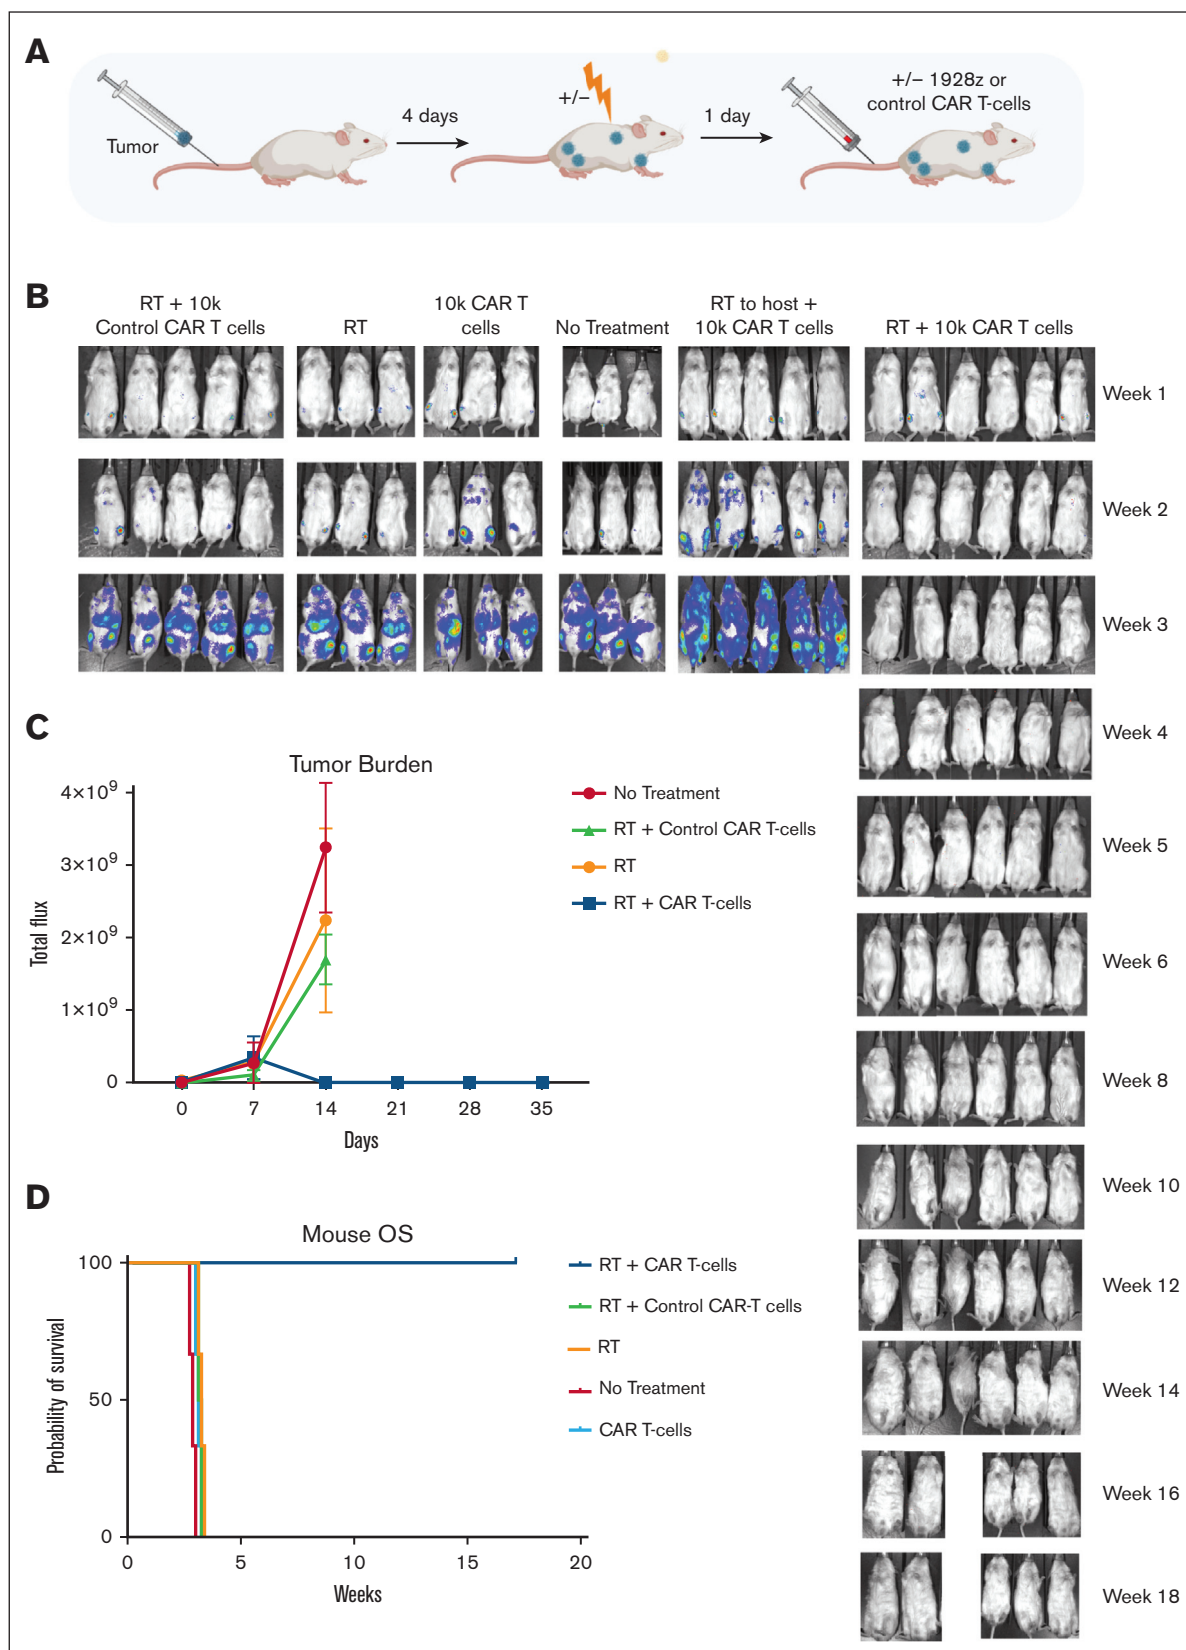 A
Tumor
4 days
+/−
1 day
+/− 1928z or
control CAR T-cells
B
RT + 10k
Control CAR T cells
RT
10k CAR T
cells
No Treatment
RT to host +
10k CAR T cells
RT + 10k CAR T cells
Week 1
Week 2
Week 3
Week 4
Week 5
Week 6
Week 8
Week 10
Week 12
Week 14
Week 16
Week 18
C
Tumor Burden
Total flux
4×10⁹
3×10⁹
2×10⁹
1×10⁹
0
0 7 14 21 28 35
Days
No Treatment
RT + Control CAR T-cells
RT
RT + CAR T-cells
D
Mouse OS
Probability of survival
100
50
0
0 5 10 15 20
Weeks
RT + CAR T-cells
RT + Control CAR-T cells
RT
No Treatment
CAR T-cells